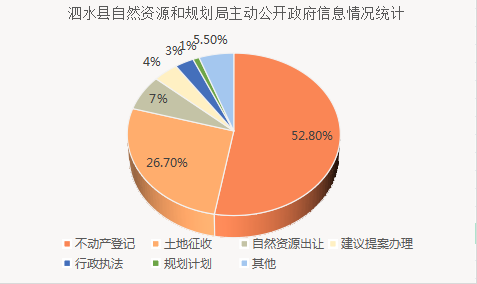 泗水县自然资源和规划局主动公开政府信息情况统计
5.50%
1%
3%
4%
7%
52.80%
26.70%
不动产登记 土地征收 自然资源出让 建议提案办理
行政执法 规划计划 其他